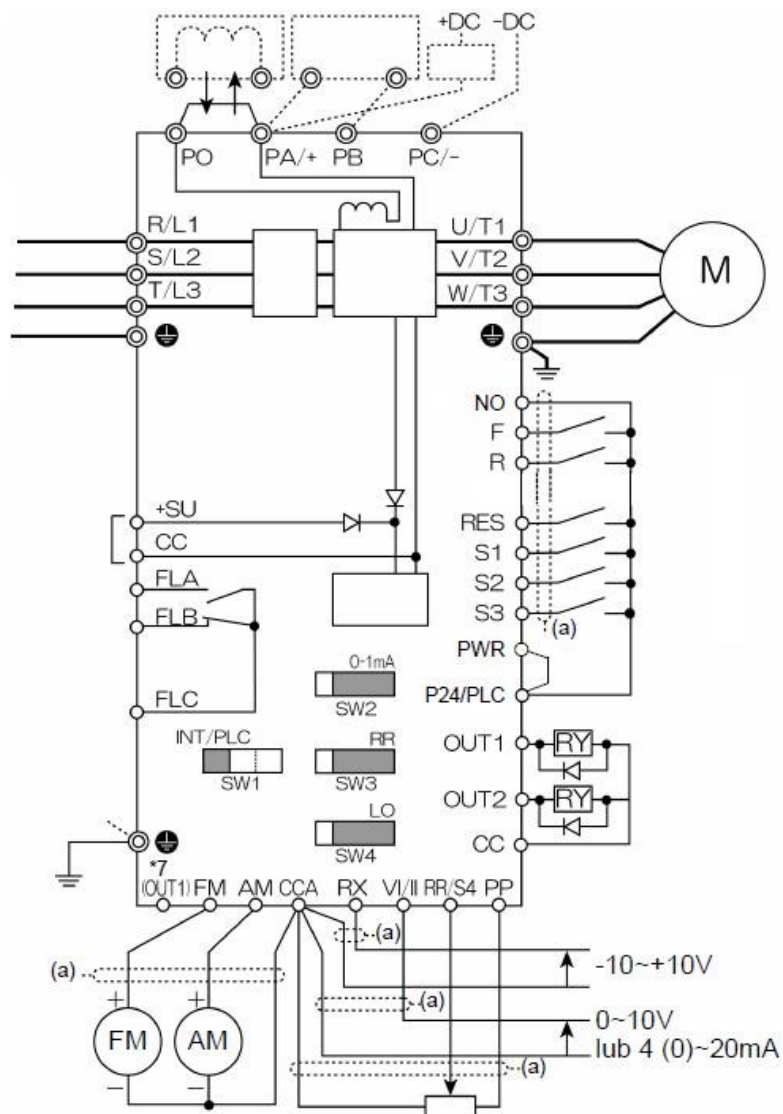 +DC -DC
PO PA/+ PB PC/-
R/L1 U/T1
S/L2 V/T2
T/L3 W/T3
M
NO
F
R
+SU
RES
CC
S1
FLA
S2
FLB
S3
(a)
PWR
0-1mA
FLC
P24/PLC
SW2
INT/PLC
RR
OUT1 RY
SW1
SW3
OUT2 RY
LO
CC
SW4
*7
(OUT1) FM AM CCA RX VI/II RR/S4 PP
(a)
-10~+10V
(a)
(a)
+ +
0~10V
FM AM
lub 4 (0)~20mA
(a)
- -